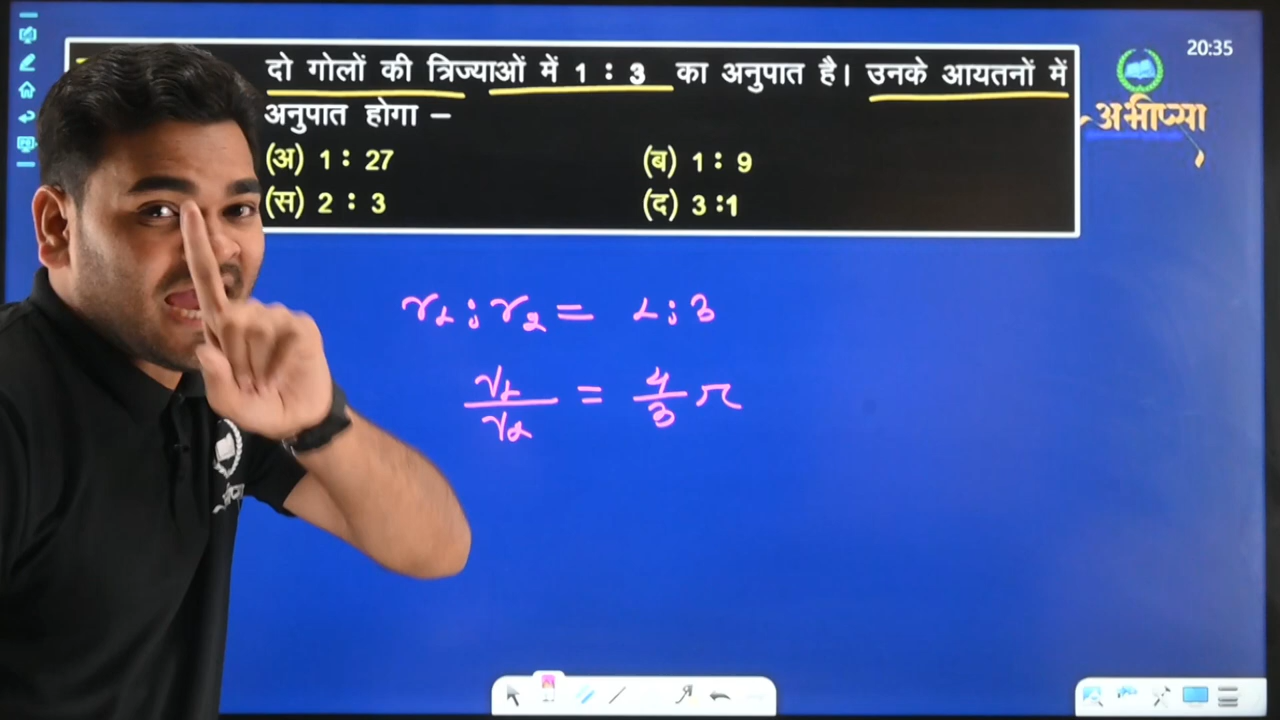 20:35
दो गोलों की त्रिज्याओं में 1 : 3 का अनुपात है। उनके आयतनों में
अनुपात होगा –
(अ) 1 : 27 (ब) 1 : 9
(स) 2 : 3 (द) 3 :1
अभीप्सा
r₁ : r₂ = 1 : 3
V₁/V₂ = 4/3 π